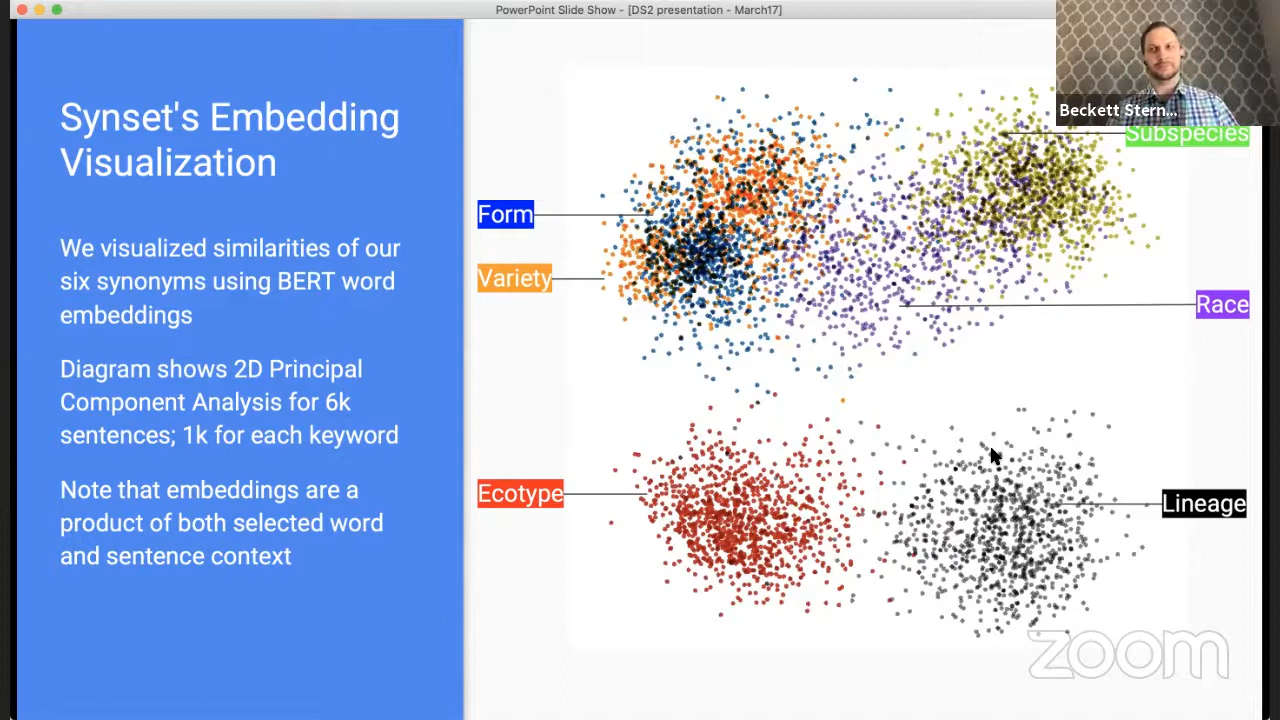 PowerPoint Slide Show - [DS2 presentation - March17]
Synset's Embedding
Visualization
We visualized similarities of our
six synonyms using BERT word
embeddings
Diagram shows 2D Principal
Component Analysis for 6k
sentences; 1k for each keyword
Note that embeddings are a
product of both selected word
and sentence context
Beckett Stern...
Subspecies
Form
Variety
Race
Ecotype
Lineage
zoom